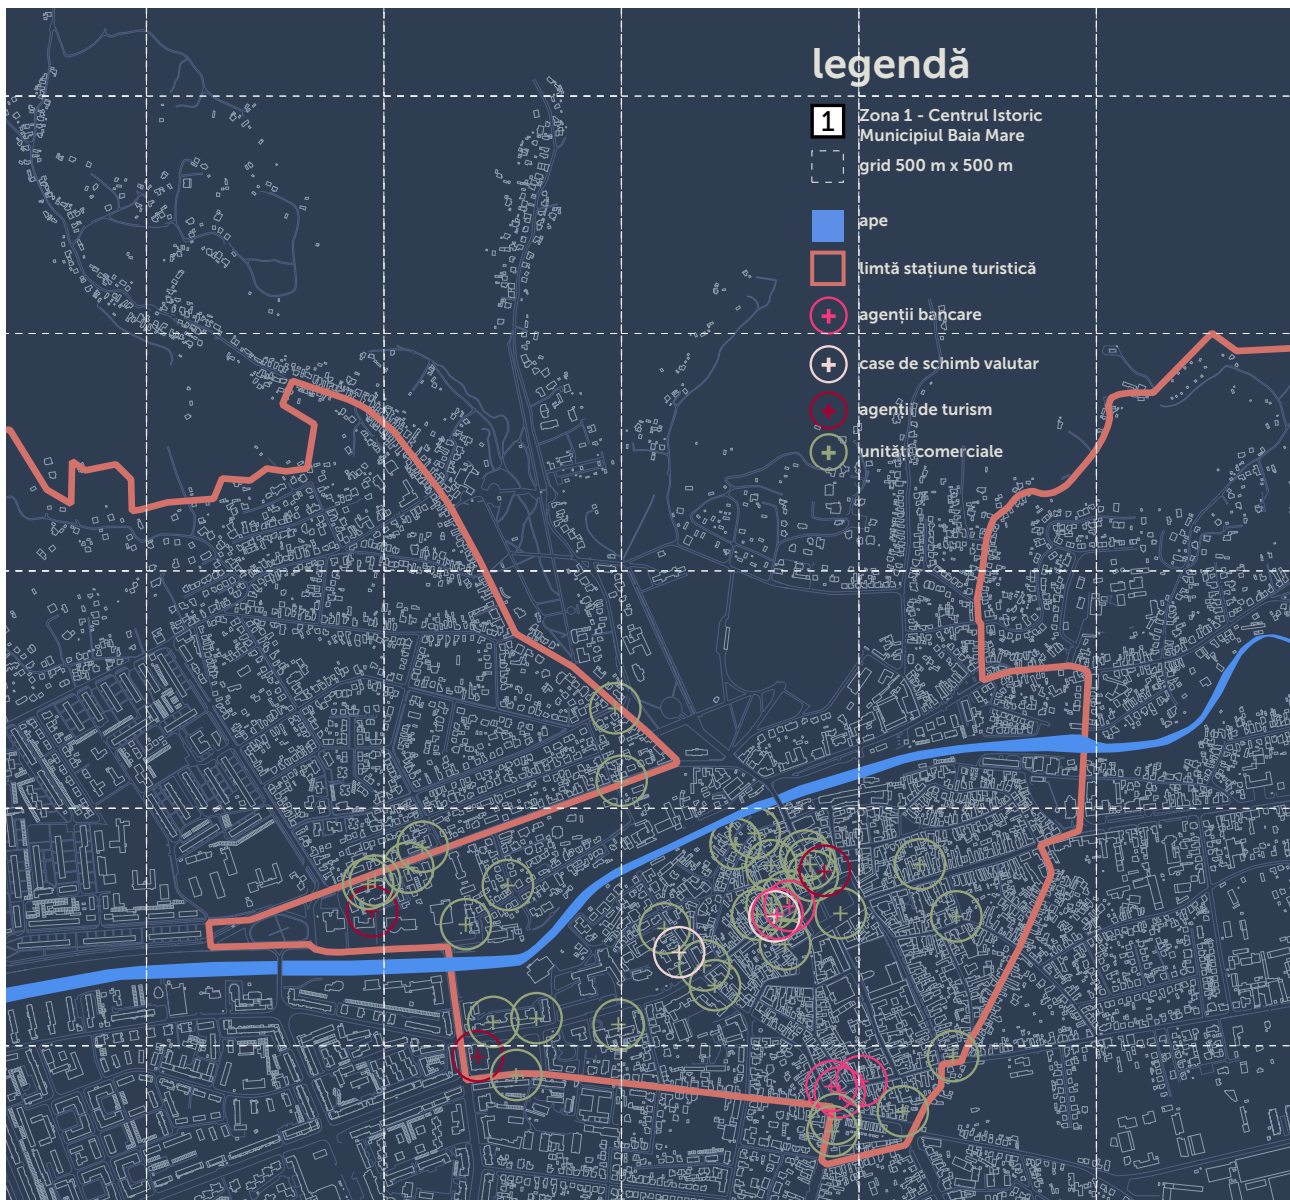 legendă
1
Zona 1 - Centrul Istoric
Municipiul Baia Mare
grid 500 m x 500 m
ape
limtă stațiune turistică
agenții bancare
case de schimb valutar
agenții de turism
unități comerciale